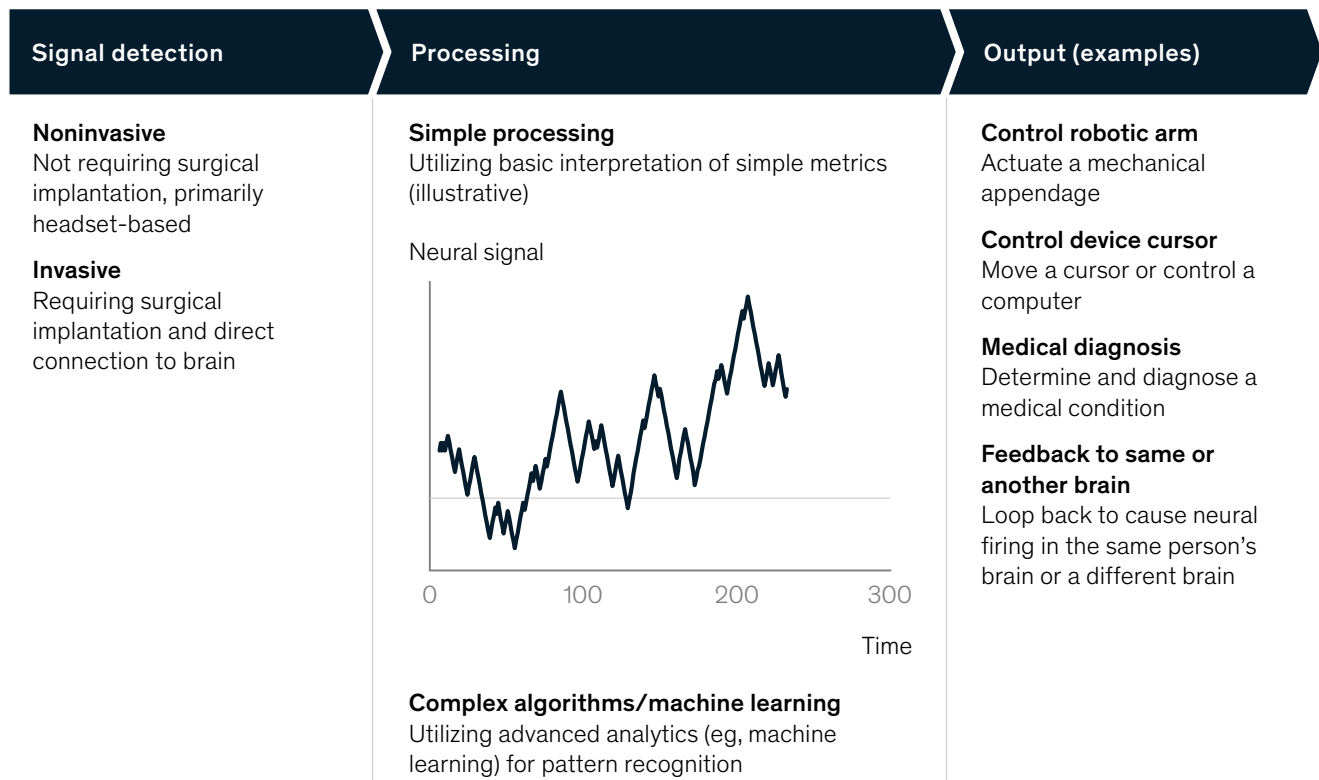 Signal detection
Processing
Output (examples)
Noninvasive
Not requiring surgical
implantation, primarily
headset-based
Invasive
Requiring surgical
implantation and direct
connection to brain
Simple processing
Utilizing basic interpretation of simple metrics
(illustrative)
Neural signal
0 100 200 300
Time
Complex algorithms/machine learning
Utilizing advanced analytics (eg, machine
learning) for pattern recognition
Control robotic arm
Actuate a mechanical
appendage
Control device cursor
Move a cursor or control a
computer
Medical diagnosis
Determine and diagnose a
medical condition
Feedback to same or
another brain
Loop back to cause neural
firing in the same person’s
brain or a different brain